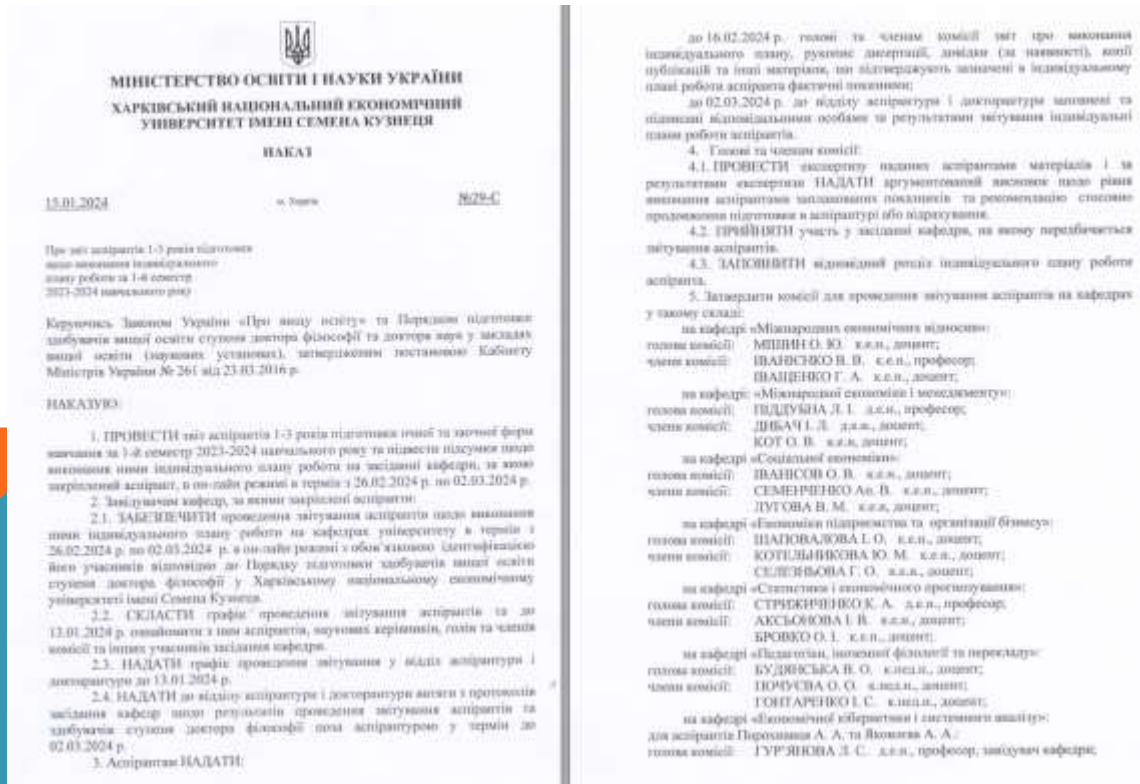 МІНІСТЕРСТВО ОСВІТИ І НАУКИ УКРАЇНИ
ХАРКІВСЬКИЙ НАЦІОНАЛЬНИЙ ЕКОНОМІЧНИЙ
УНІВЕРСИТЕТ ІМЕНІ СЕМЕНА КУЗНЕЦЯ
НАКАЗ
15.01.2024 м. Харків №29-С
Про звіт аспірантів 1-3 років підготовки
щодо виконання індивідуального
плану роботи за 1-й семестр
2023-2024 навчального року
Керуючись Законом України «Про вищу освіту» та Порядком підготовки
здобувачів вищої освіти ступеня доктора філософії та доктора наук у закладах
вищої освіти (наукових установах), затвердженим постановою Кабінету
Міністрів України № 261 від 23.03.2016 р.
НАКАЗУЮ:
1. ПРОВЕСТИ звіт аспірантів 1-3 років підготовки очної та заочної форм
навчання за 1-й семестр 2023-2024 навчального року та підвести підсумки щодо
виконання ними індивідуального плану роботи на засіданні кафедри, за якою
закріплений аспірант, в он-лайн режимі в термін з 26.02.2024 р. по 02.03.2024 р.
2. Завідувачам кафедр, за якими закріплені аспіранти:
2.1. ЗАБЕЗПЕЧИТИ проведення звітування аспірантів щодо виконання
ними індивідуального плану роботи на кафедрах університету в термін з
26.02.2024 р. по 02.03.2024 р. в он-лайн режимі з обов'язковою ідентифікацією
його учасників відповідно до Порядку підготовки здобувачів вищої освіти
ступеня доктора філософії у Харківському національному економічному
університеті імені Семена Кузнеця.
2.2. СКЛАСТИ графік проведення звітування аспірантів та до
13.01.2024 р. ознайомити з ним аспірантів, наукових керівників, голів та членів
комісії та інших учасників засідання кафедри.
2.3. НАДАТИ графік проведення звітування у відділ аспірантури і
докторантури до 13.01.2024 р.
2.4. НАДАТИ до відділу аспірантури і докторантури витяги з протоколів
засідання кафедр щодо результатів проведення звітування аспірантів та
здобувачів ступеня доктора філософії поза аспірантурою у термін до
02.03.2024 р.
3. Аспірантам НАДАТИ:
до 16.02.2024 р. голові та членам комісії звіт про виконання
індивідуального плану, рукопис дисертації, довідки (за наявності), копії
публікацій та інші матеріали, що підтверджують зазначені в індивідуальному
плані роботи аспіранта фактичні показники;
до 02.03.2024 р. до відділу аспірантури і докторантури заповнені та
підписані відповідальними особами за результатами звітування індивідуальні
плани роботи аспірантів.
4. Голові та членам комісії:
4.1. ПРОВЕСТИ експертизу наданих аспірантами матеріалів і за
результатами експертизи НАДАТИ аргументований висновок щодо рівня
виконання аспірантами запланованих показників та рекомендацію стосовно
продовження підготовки в аспірантурі або відрахування.
4.2. ПРИЙНЯТИ участь у засіданні кафедри, на якому передбачається
звітування аспірантів.
4.3. ЗАПОВНИТИ відповідний розділ індивідуального плану роботи
аспіранта.
5. Затвердити комісії для проведення звітування аспірантів на кафедрах
у такому складі:
на кафедрі «Міжнародних економічних відносин»:
голова комісії: МІШИН О. Ю. к.е.н., доцент;
члени комісії: ІВАНІЄНКО В. В. к.е.н., професор;
ІВАЩЕНКО Г. А. к.е.н., доцент;
на кафедрі: «Міжнародної економіки і менеджменту»:
голова комісії: ПІДДУБНА Л. І. д.е.н., професор;
члени комісії: ДИБАЧ І. Л. д.е.н., доцент;
КОТ О. В. к.е.н, доцент;
на кафедрі «Соціальної економіки»:
голова комісії: ІВАНІСОВ О. В. к.е.н., доцент;
члени комісії: СЕМЕНЧЕНКО Ан. В. к.е.н., доцент;
ЛУГОВА В. М. к.е.н, доцент;
на кафедрі «Економіки підприємства та організації бізнесу»:
голова комісії: ШАПОВАЛОВА І. О. к.е.н., доцент;
члени комісії: КОТЕЛЬНИКОВА Ю. М. к.е.н., доцент;
СЕЛЕЗНЬОВА Г. О. к.е.н., доцент;
на кафедрі «Статистики і економічного прогнозування»:
голова комісії: СТРИЖИЧЕНКО К. А. д.е.н., професор;
члени комісії: АКСЬОНОВА І. В. к.е.н., доцент;
БРОВКО О. І. к.е.н., доцент;
на кафедрі «Педагогіки, іноземної філології та перекладу»:
голова комісії: БУДЯНСЬКА В. О. к.пед.н., доцент;
члени комісії: ПОЧУЄВА О. О. к.пед.н., доцент;
ГОНТАРЕНКО І. С. к.пед.н., доцент;
на кафедрі «Економічної кібернетики і системного аналізу»:
для аспірантів Порохнявця А. А. та Яковлєва А. А.:
голова комісії: ГУР'ЯНОВА Л. С. д.е.н., професор, завідувач кафедри;